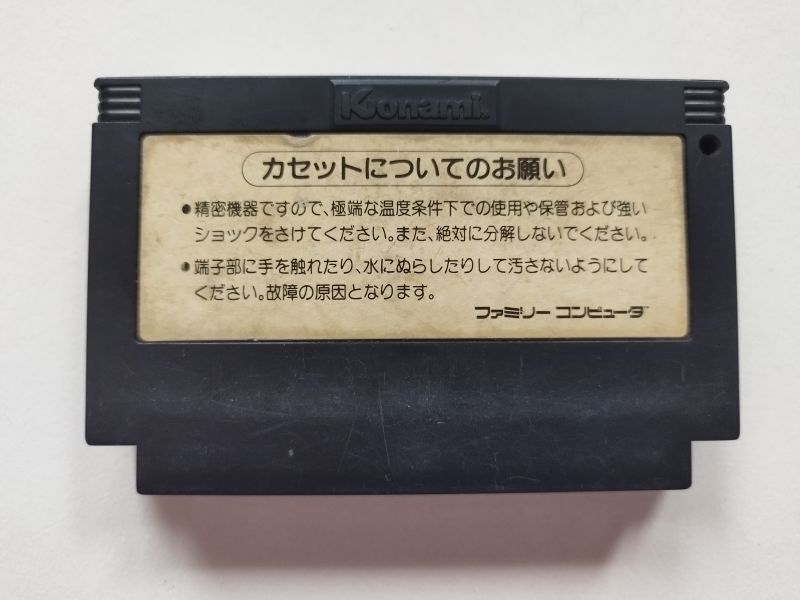 Konami
カセットについてのお願い
●精密機器ですので、極端な温度条件下での使用や保管および強い
ショックをさけてください。また、絶対に分解しないでください。
●端子部に手を触れたり、水にぬらしたりして汚さないようにして
ください。故障の原因となります。
ファミリー コンピュータ™